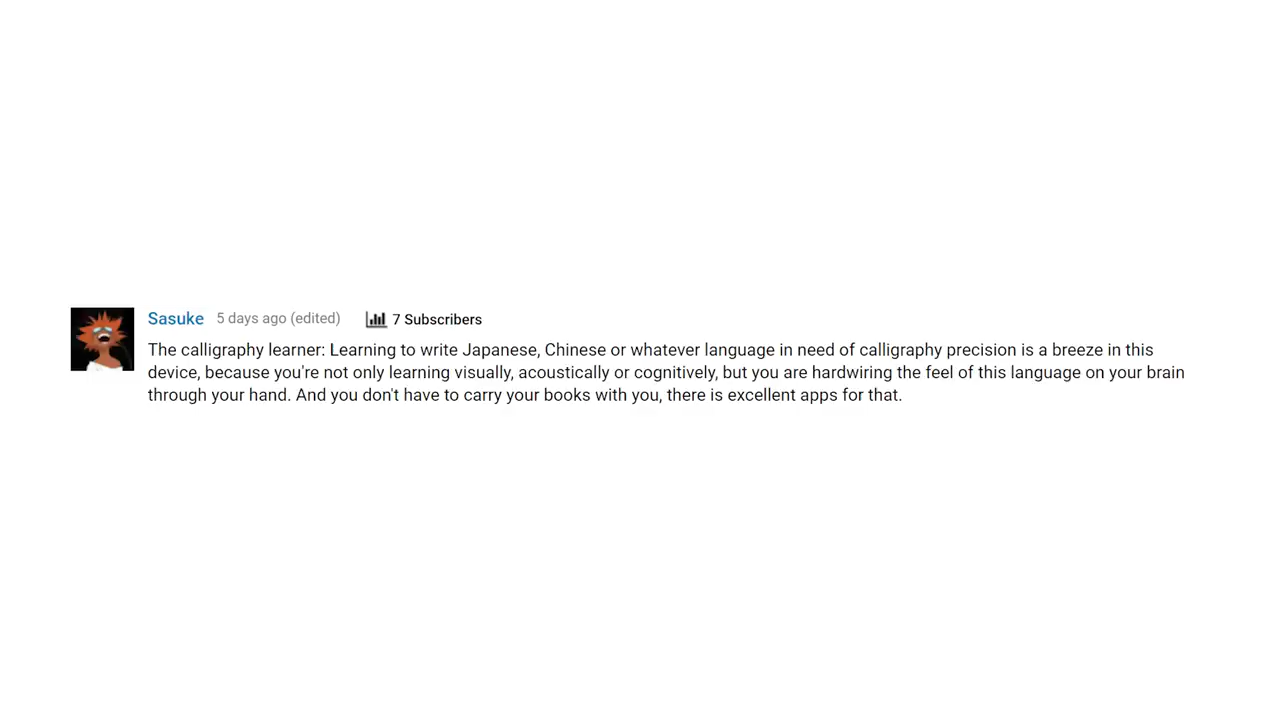 Sasuke 5 days ago (edited) 7 Subscribers
The calligraphy learner: Learning to write Japanese, Chinese or whatever language in need of calligraphy precision is a breeze in this
device, because you're not only learning visually, acoustically or cognitively, but you are hardwiring the feel of this language on your brain
through your hand. And you don't have to carry your books with you, there is excellent apps for that.